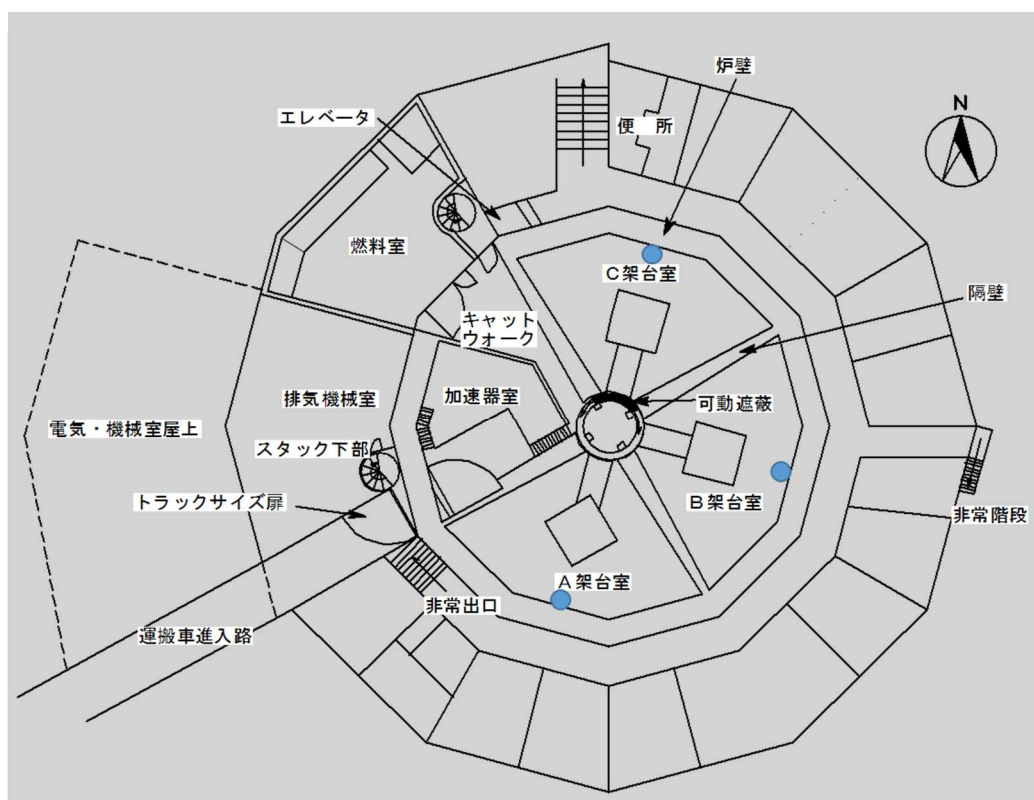 炉壁
N
エレベータ
便 所
燃料室
C架台室
隔壁
キャット
ウォーク
加速器室
可動遮蔽
排気機械室
電気・機械室屋上
スタック下部
トラックサイズ扉
B架台室
非常階段
A架台室
非常出口
運搬車進入路